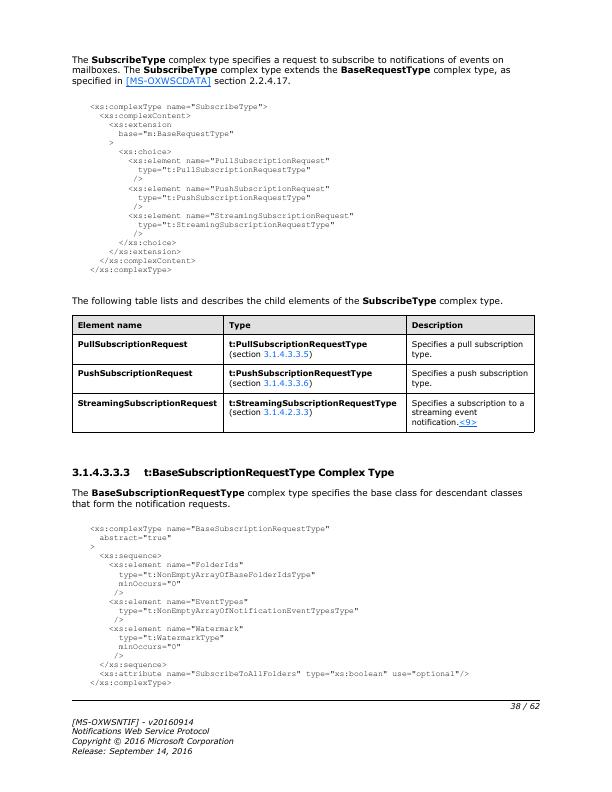 The SubscribeType complex type specifies a request to subscribe to notifications of events on
mailboxes. The SubscribeType complex type extends the BaseRequestType complex type, as
specified in [MS-OXWSCDATA] section 2.2.4.17.
<xs:complexType name="SubscribeType">
<xs:complexContent>
<xs:extension
base="m:BaseRequestType"
>
<xs:choice>
<xs:element name="PullSubscriptionRequest"
type="t:PullSubscriptionRequestType"
/>
<xs:element name="PushSubscriptionRequest"
type="t:PushSubscriptionRequestType"
/>
<xs:element name="StreamingSubscriptionRequest"
type="t:StreamingSubscriptionRequestType"
/>
</xs:choice>
</xs:extension>
</xs:complexContent>
</xs:complexType>
The following table lists and describes the child elements of the SubscribeType complex type.
Element name Type Description
PullSubscriptionRequest t:PullSubscriptionRequestType Specifies a pull subscription
(section 3.1.4.3.3.5) type.
PushSubscriptionRequest t:PushSubscriptionRequestType Specifies a push subscription
(section 3.1.4.3.3.6) type.
StreamingSubscriptionRequest t:StreamingSubscriptionRequestType Specifies a subscription to a
(section 3.1.4.2.3.3) streaming event
notification.<9>
3.1.4.3.3.3 t:BaseSubscriptionRequestType Complex Type
The BaseSubscriptionRequestType complex type specifies the base class for descendant classes
that form the notification requests.
<xs:complexType name="BaseSubscriptionRequestType"
abstract="true"
>
<xs:sequence>
<xs:element name="FolderIds"
type="t:NonEmptyArrayOfBaseFolderIdsType"
minOccurs="0"
/>
<xs:element name="EventTypes"
type="t:NonEmptyArrayOfNotificationEventTypesType"
/>
<xs:element name="Watermark"
type="t:WatermarkType"
minOccurs="0"
/>
</xs:sequence>
<xs:attribute name="SubscribeToAllFolders" type="xs:boolean" use="optional"/>
</xs:complexType>
38 / 62
[MS-OXWSNTIF] - v20160914
Notifications Web Service Protocol
Copyright © 2016 Microsoft Corporation
Release: September 14, 2016